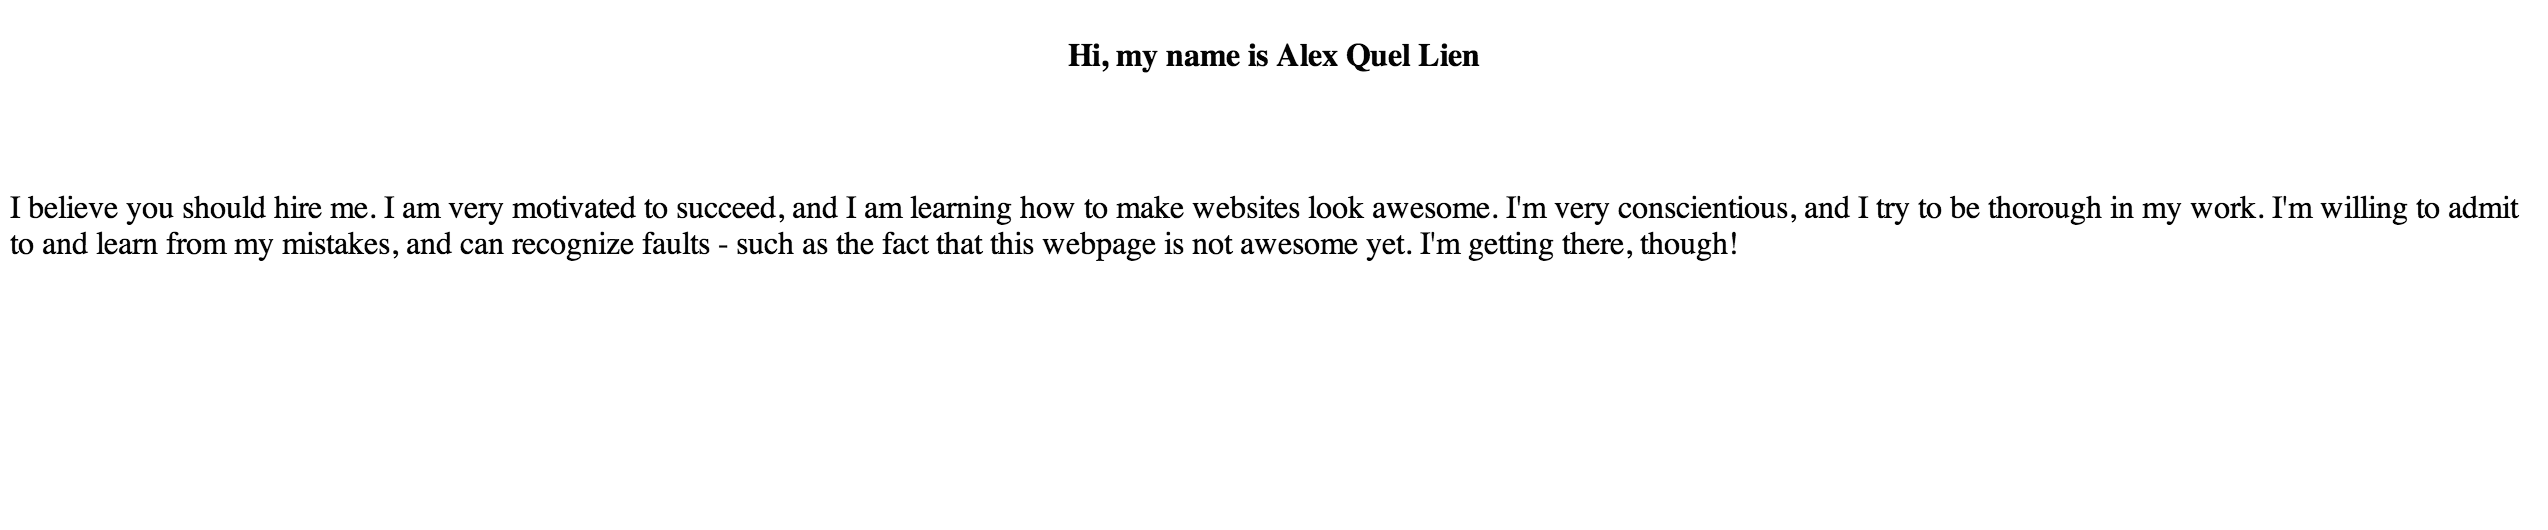 Hi, my name is Alex Quel Lien
I believe you should hire me. I am very motivated to succeed, and I am learning how to make websites look awesome. I'm very conscientious, and I try to be thorough in my work. I'm willing to admit
to and learn from my mistakes, and can recognize faults - such as the fact that this webpage is not awesome yet. I'm getting there, though!